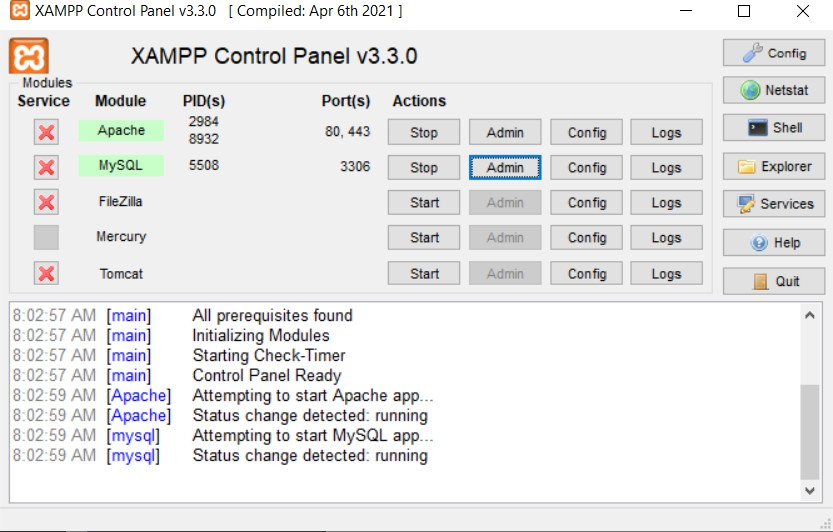 XAMPP Control Panel v3.3.0 [ Compiled: Apr 6th 2021 ]
XAMPP Control Panel v3.3.0
Config
Modules
Service Module PID(s) Port(s) Actions
Netstat
Apache 2984 8932 80, 443 Stop Admin Config Logs
Shell
MySQL 5508 3306 Stop Admin Config Logs
Explorer
FileZilla Start Admin Config Logs
Services
Mercury Start Admin Config Logs
Help
Tomcat Start Admin Config Logs
Quit
8:02:57 AM [main] All prerequisites found
8:02:57 AM [main] Initializing Modules
8:02:57 AM [main] Starting Check-Timer
8:02:57 AM [main] Control Panel Ready
8:02:59 AM [Apache] Attempting to start Apache app...
8:02:59 AM [Apache] Status change detected: running
8:02:59 AM [mysql] Attempting to start MySQL app...
8:02:59 AM [mysql] Status change detected: running